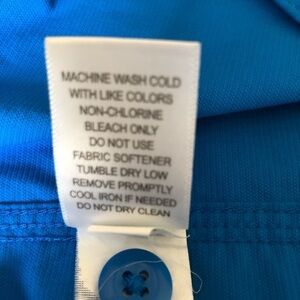 MACHINE WASH COLD
WITH LIKE COLORS
NON-CHLORINE
BLEACH ONLY
DO NOT USE
FABRIC SOFTENER
TUMBLE DRY LOW
REMOVE PROMPTLY
COOL IRON IF NEEDED
DO NOT DRY CLEAN